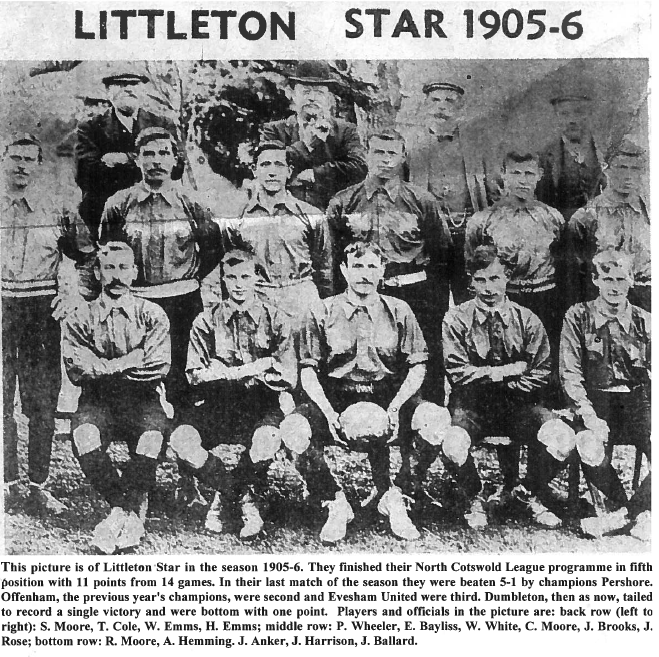 LITTLETON STAR 1905-6
This picture is of Littleton Star in the season 1905-6. They finished their North Cotswold League programme in fifth
position with 11 points from 14 games. In their last match of the season they were beaten 5-1 by champions Pershore.
Offenham, the previous year's champions, were second and Evesham United were third. Dumbleton, then as now, tailed
to record a single victory and were bottom with one point. Players and officials in the picture are: back row (left to
right): S. Moore, T. Cole, W. Emms, H. Emms; middle row: P. Wheeler, E. Bayliss, W. White, C. Moore, J. Brooks, J.
Rose; bottom row: R. Moore, A. Hemming. J. Anker, J. Harrison, J. Ballard.